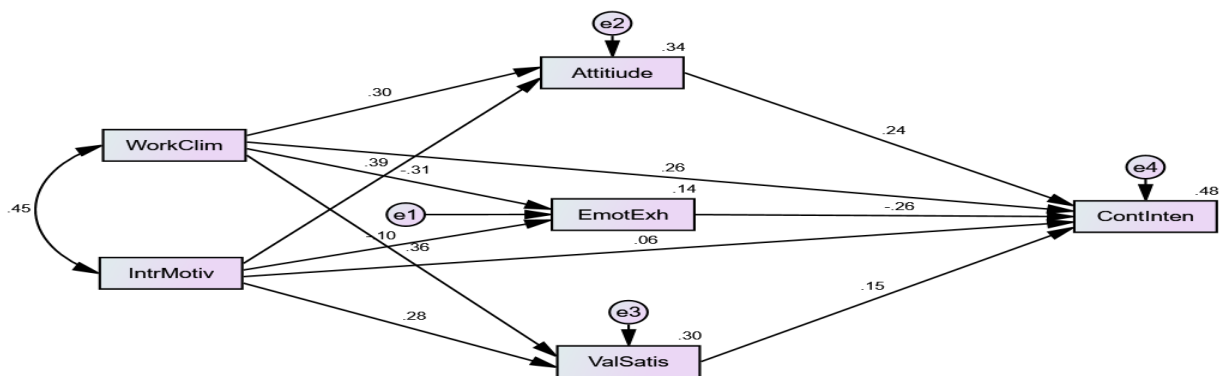 e2
.34
Attitiude
.30
.24
WorkClim
.39
-.31
.26
e4
.14
.48
.45
e1
EmotExh
-.26
ContInten
-.10
.36
.06
IntrMotiv
.28
e3
.15
.30
ValSatis